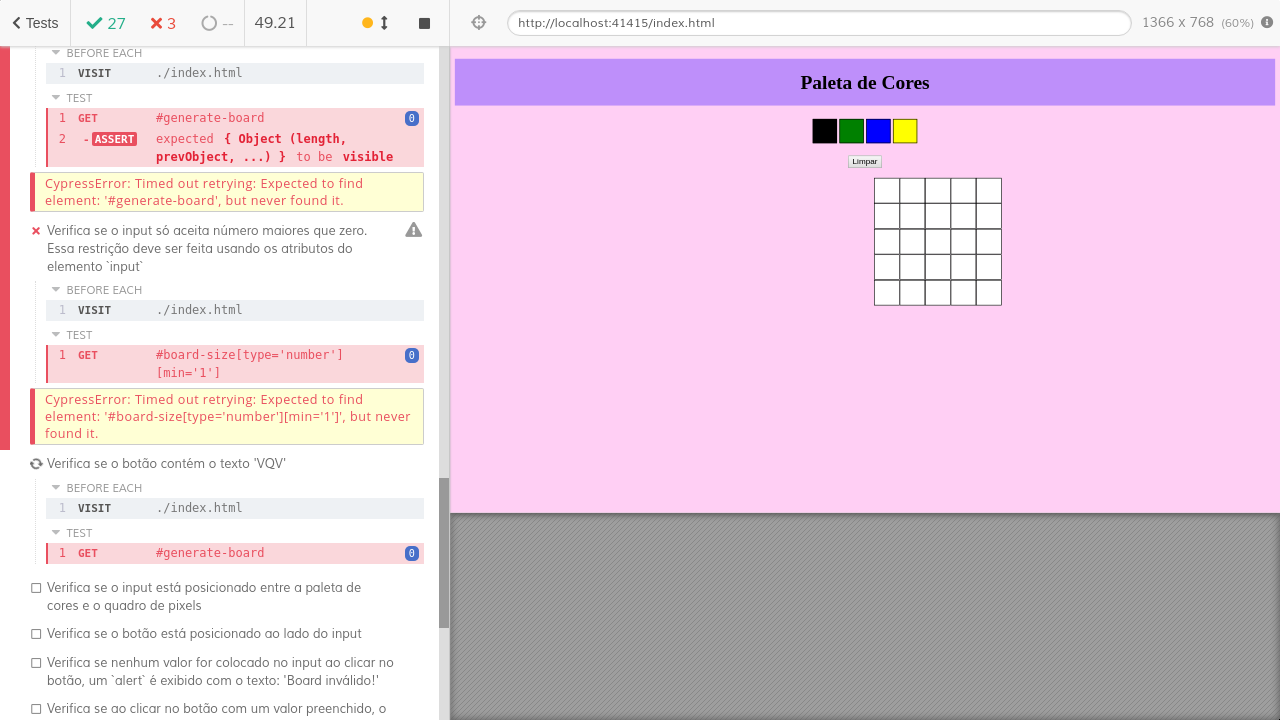 Tests 27 3 -- 49.21
http://localhost:41415/index.html 1366 x 768 (60%)
BEFORE EACH
1 VISIT ./index.html
TEST
1 GET #generate-board 0
2 -ASSERT expected { Object (length,
prevObject, ...) } to be visible
CypressError: Timed out retrying: Expected to find
element: '#generate-board', but never found it.
Verifica se o input só aceita número maiores que zero.
Essa restrição deve ser feita usando os atributos do
elemento `input`
BEFORE EACH
1 VISIT ./index.html
TEST
1 GET #board-size[type='number'] 0
[min='1']
CypressError: Timed out retrying: Expected to find
element: '#board-size[type='number'][min='1']', but never
found it.
Verifica se o botão contém o texto 'VQV'
BEFORE EACH
1 VISIT ./index.html
TEST
1 GET #generate-board 0
Verifica se o input está posicionado entre a paleta de
cores e o quadro de pixels
Verifica se o botão está posicionado ao lado do input
Verifica se nenhum valor for colocado no input ao clicar no
botão, um `alert` é exibido com o texto: 'Board inválido!'
Verifica se ao clicar no botão com um valor preenchido, o
Paleta de Cores
Limpar